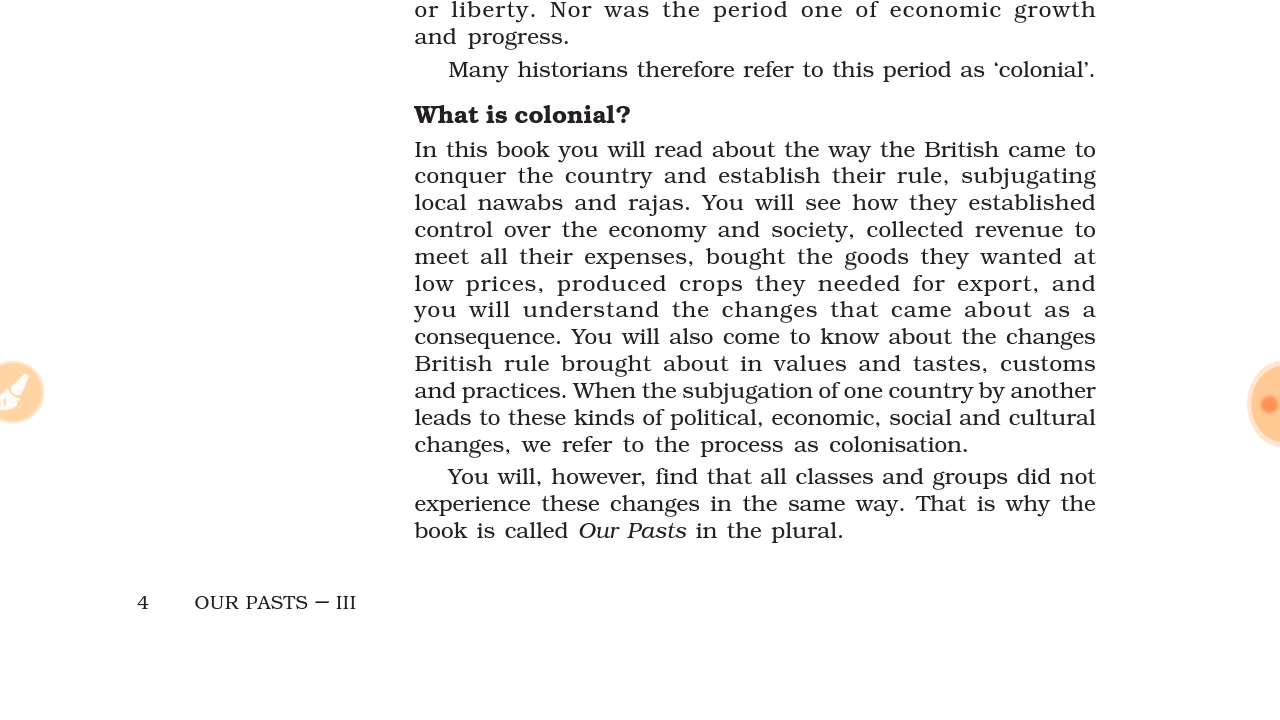 or liberty. Nor was the period one of economic growth
and progress.
Many historians therefore refer to this period as ‘colonial’.
What is colonial?
In this book you will read about the way the British came to
conquer the country and establish their rule, subjugating
local nawabs and rajas. You will see how they established
control over the economy and society, collected revenue to
meet all their expenses, bought the goods they wanted at
low prices, produced crops they needed for export, and
you will understand the changes that came about as a
consequence. You will also come to know about the changes
British rule brought about in values and tastes, customs
and practices. When the subjugation of one country by another
leads to these kinds of political, economic, social and cultural
changes, we refer to the process as colonisation.
You will, however, find that all classes and groups did not
experience these changes in the same way. That is why the
book is called Our Pasts in the plural.
4 OUR PASTS – III